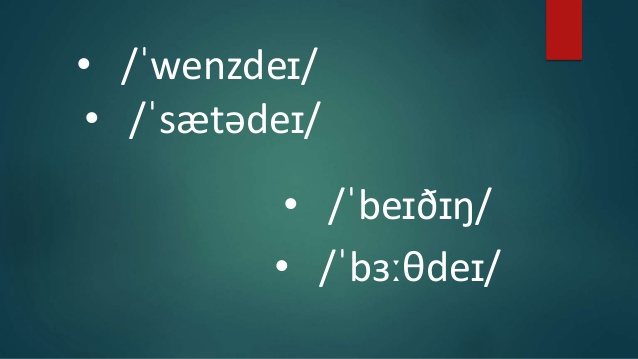 • /ˈwenzdeɪ/
• /ˈsætədeɪ/
• /ˈbeɪðɪŋ/
• /ˈbɜːθdeɪ/